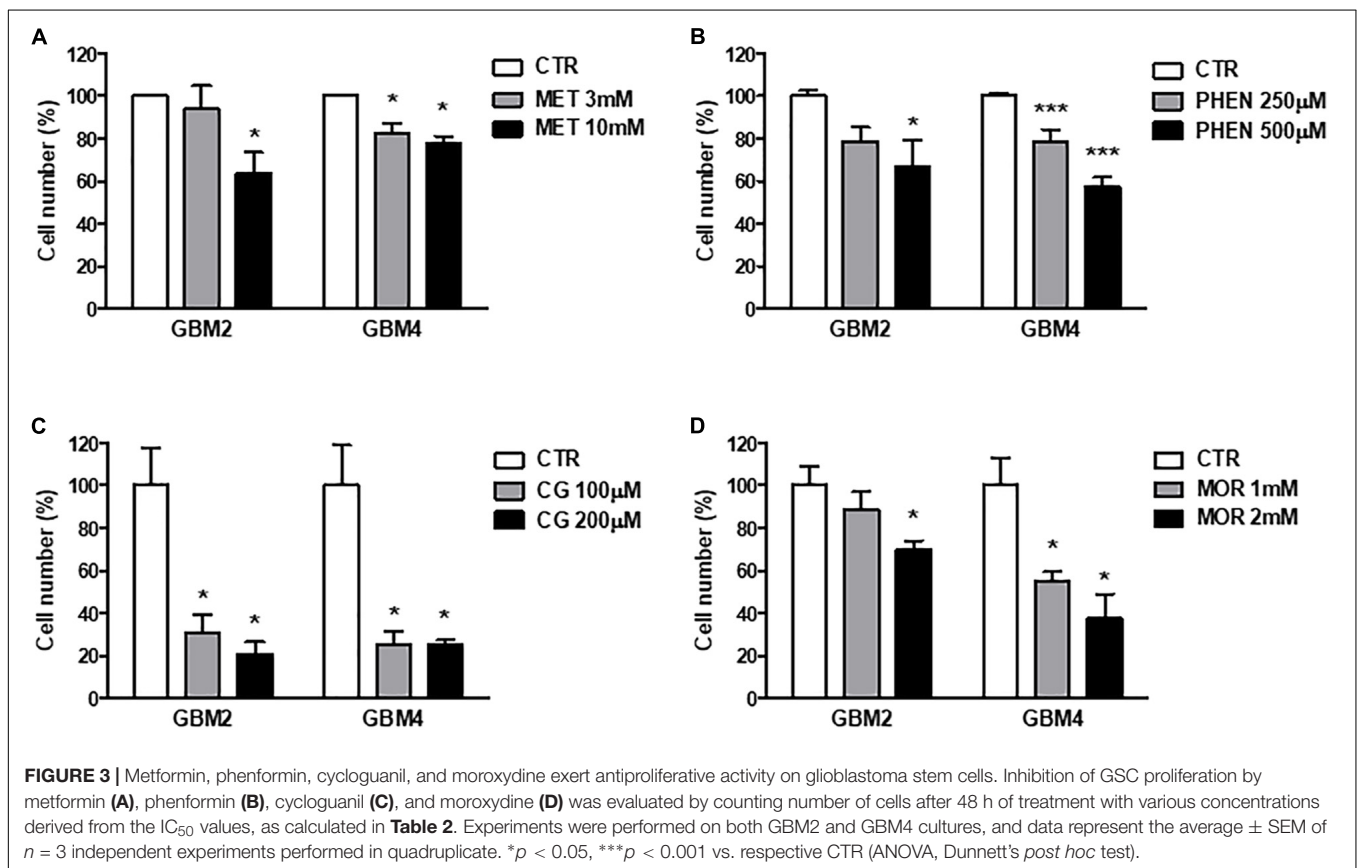 A
120
100
80
60
40
20
0
Cell number (%)
*
*
*
GBM2
GBM4
CTR
MET 3mM
MET 10mM
B
120
100
80
60
40
20
0
Cell number (%)
*
***
***
GBM2
GBM4
CTR
PHEN 250µM
PHEN 500µM
C
120
100
80
60
40
20
0
Cell number (%)
*
*
*
*
GBM2
GBM4
CTR
CG 100µM
CG 200µM
D
120
100
80
60
40
20
0
Cell number (%)
*
*
*
GBM2
GBM4
CTR
MOR 1mM
MOR 2mM
FIGURE 3 | Metformin, phenformin, cycloguanil, and moroxydine exert antiproliferative activity on glioblastoma stem cells. Inhibition of GSC proliferation by
metformin (A), phenformin (B), cycloguanil (C), and moroxydine (D) was evaluated by counting number of cells after 48 h of treatment with various concentrations
derived from the IC50 values, as calculated in Table 2. Experiments were performed on both GBM2 and GBM4 cultures, and data represent the average ± SEM of
n = 3 independent experiments performed in quadruplicate. *p < 0.05, ***p < 0.001 vs. respective CTR (ANOVA, Dunnett's post hoc test).